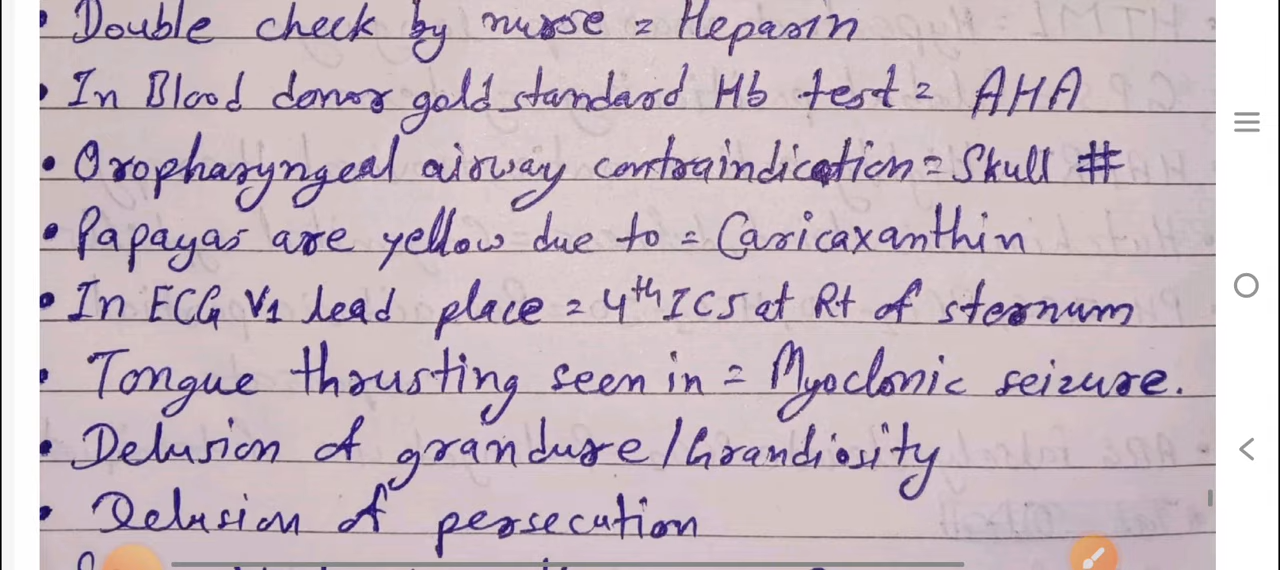 • Double check by nurse = Heparin
• In Blood donor gold standard Hb test = AHA
• Oropharyngeal airway contraindication = Skull #
• Papayas are yellow due to = Caricaxanthin
• In ECG V1 lead place = 4th ICS at Rt of sternum
• Tongue thrusting seen in = Myoclonic seizure.
• Delusion of grandure/Grandiosity
• Delusion of persecution